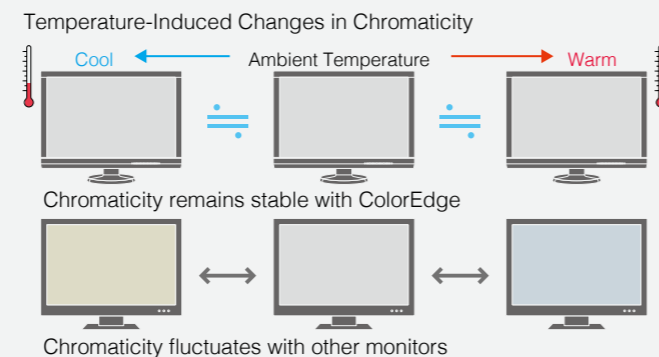 Temperature-Induced Changes in Chromaticity
Cool Ambient Temperature Warm
Chromaticity remains stable with ColorEdge
Chromaticity fluctuates with other monitors